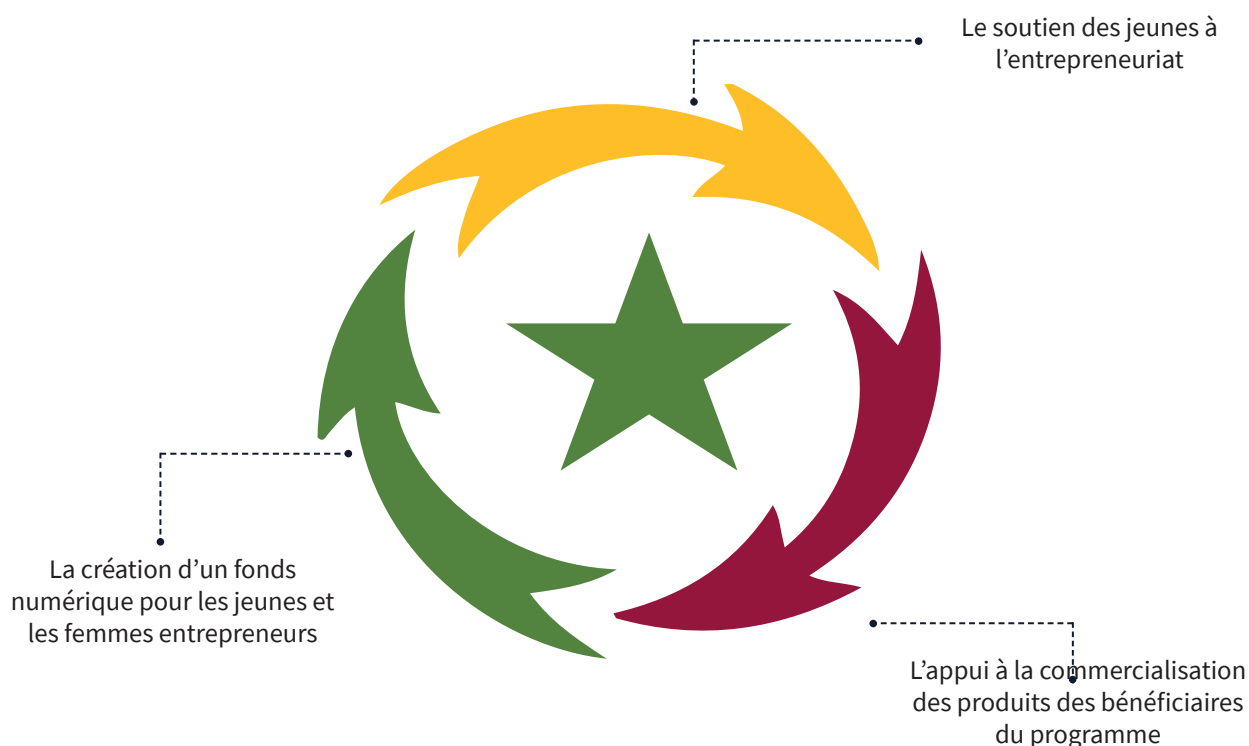 Le soutien des jeunes à
l’entrepreneuriat
La création d’un fonds
numérique pour les jeunes et
les femmes entrepreneurs
L’appui à la commercialisation
des produits des bénéficiaires
du programme